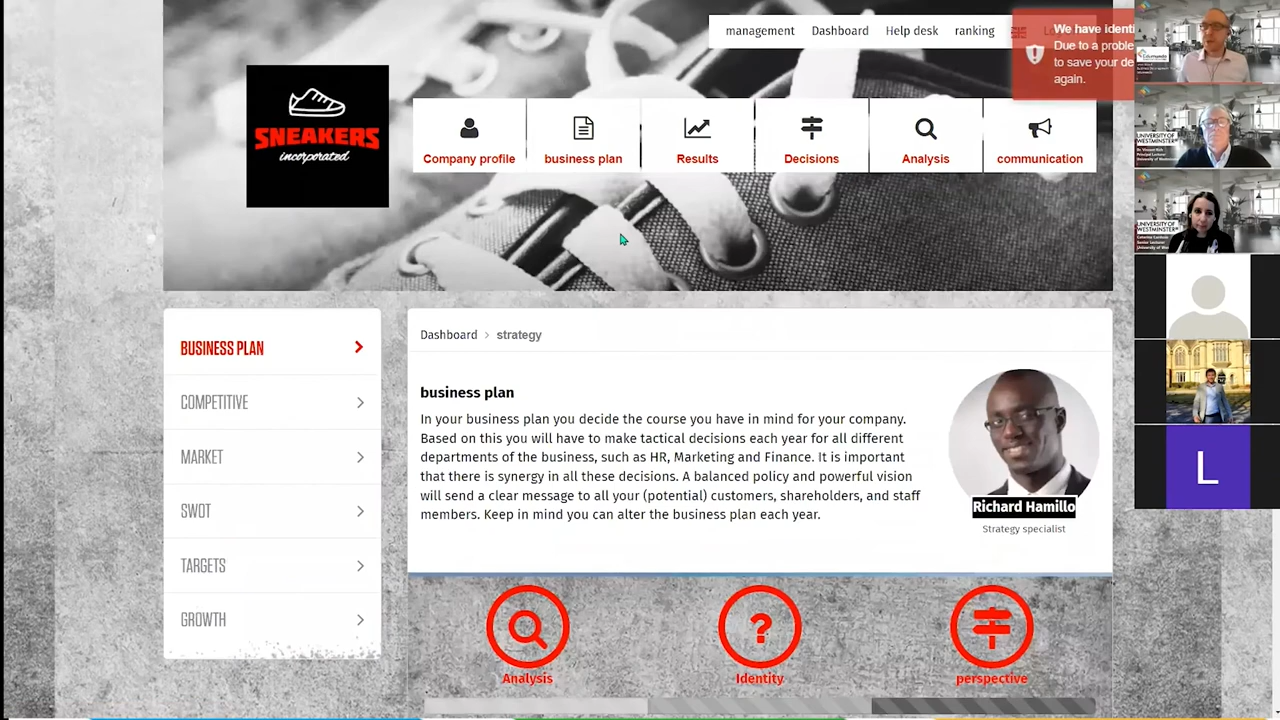 management Dashboard Help desk ranking
We have identi
Due to a proble
to save your de
again.
SNEAKERS
incorporated
Company profile business plan Results Decisions Analysis communication
BUSINESS PLAN
COMPETITIVE
MARKET
SWOT
TARGETS
GROWTH
Dashboard > strategy
business plan
In your business plan you decide the course you have in mind for your company.
Based on this you will have to make tactical decisions each year for all different
departments of the business, such as HR, Marketing and Finance. It is important
that there is synergy in all these decisions. A balanced policy and powerful vision
will send a clear message to all your (potential) customers, shareholders, and staff
members. Keep in mind you can alter the business plan each year.
Richard Hamillo
Strategy specialist
Analysis Identity perspective
UNIVERSITY OF
WESTMINSTER
UNIVERSITY OF
WESTMINSTER
L